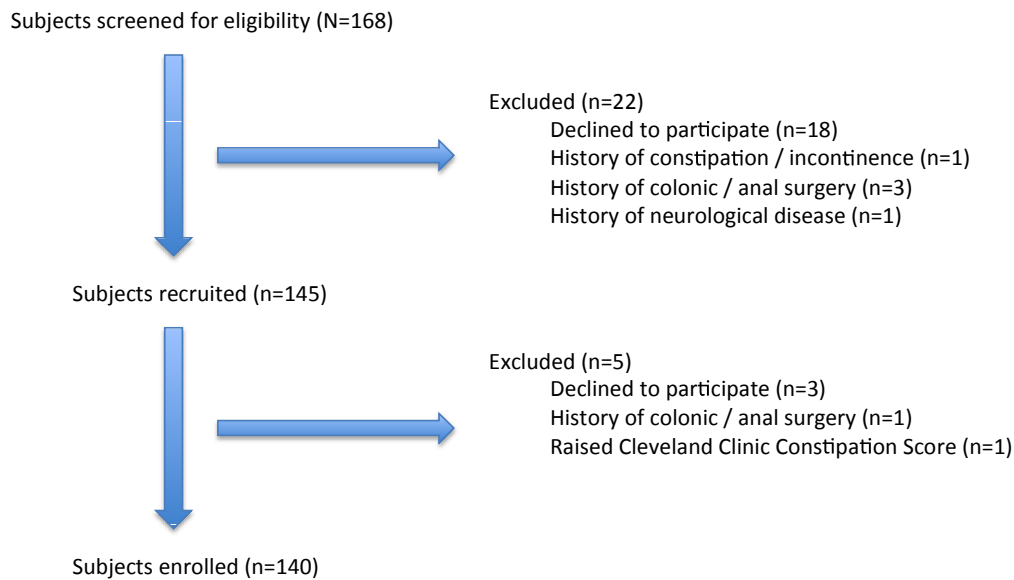 Subjects screened for eligibility (N=168)
Excluded (n=22)
Declined to participate (n=18)
History of constipation / incontinence (n=1)
History of colonic / anal surgery (n=3)
History of neurological disease (n=1)
Subjects recruited (n=145)
Excluded (n=5)
Declined to participate (n=3)
History of colonic / anal surgery (n=1)
Raised Cleveland Clinic Constipation Score (n=1)
Subjects enrolled (n=140)